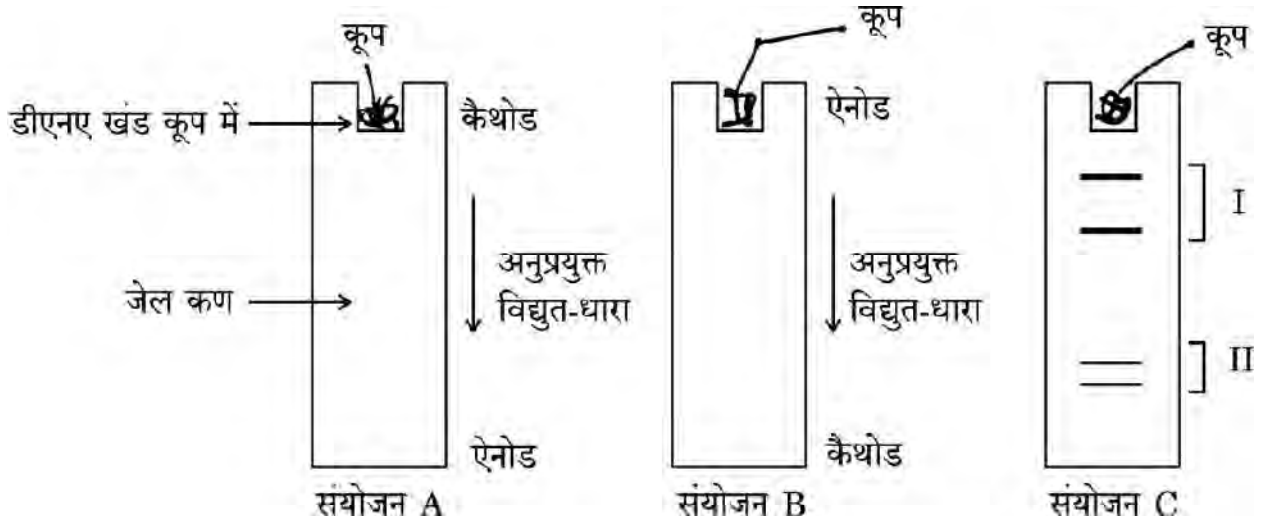 कूप
डीएनए खंड कूप में
कैथोड
अनुप्रयुक्त
विद्युत-धारा
जेल कण
ऐनोड
संयोजन A
कूप
ऐनोड
अनुप्रयुक्त
विद्युत-धारा
कैथोड
संयोजन B
कूप
I
II
संयोजन C